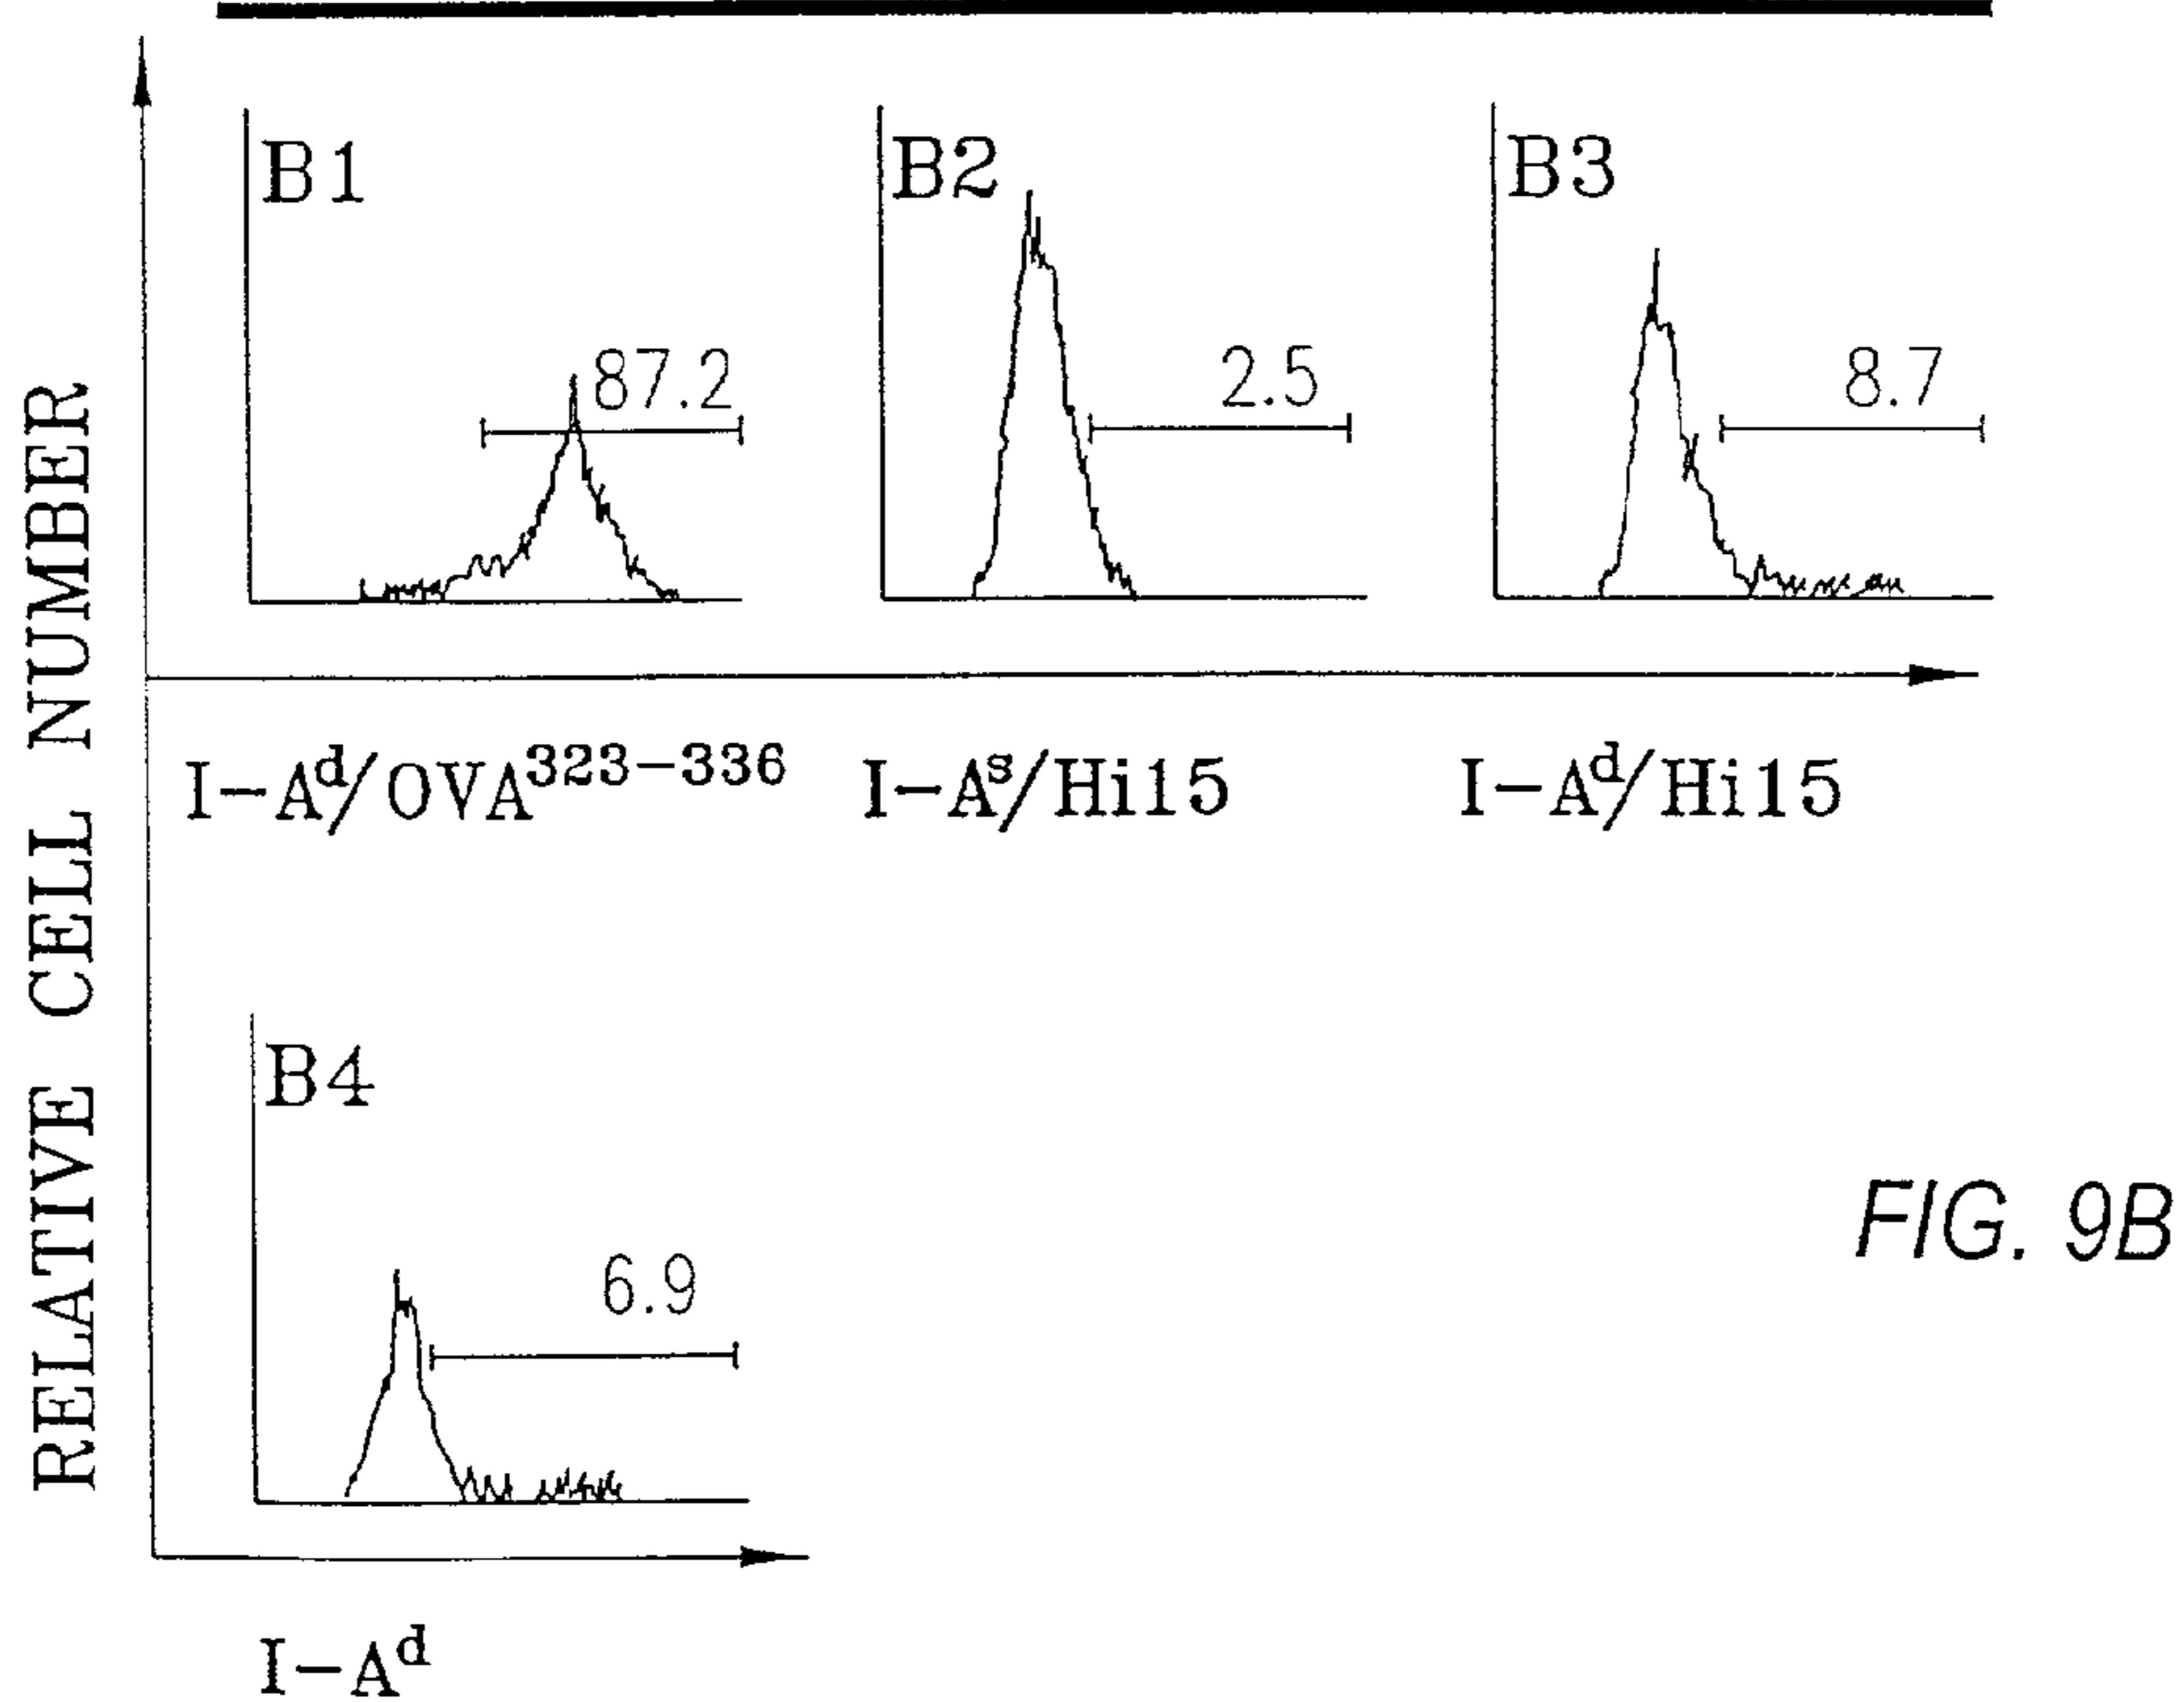 RELATIVE CELL NUMBER
B1
87.2
B2
2.5
B3
8.7
I-Aᵈ/OVA³²³⁻³³⁶
I-Aˢ/Hi15
I-Aᵈ/Hi15
B4
6.9
I-Aᵈ
FIG. 9B